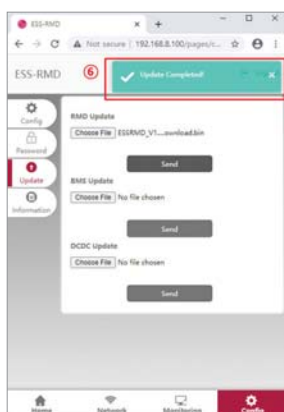 ESS-RMD
Not secure | 192.168.8.100/pages/c...
ESS-RMD
⑥
Update Completed!
Config
Password
Update
Information
RMD Update
Choose File ESSRMD_V1....ownload.bin
Send
BMS Update
Choose File No file chosen
Send
DCDC Update
Choose File No file chosen
Send
Home
Network
Monitoring
Config